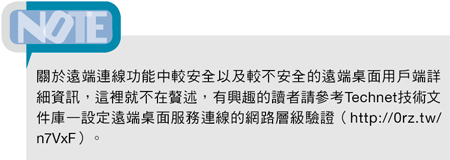 NOTE
關於遠端連線功能中較安全以及較不安全的遠端桌面用戶端詳
細資訊，這裡就不在贅述，有興趣的讀者請參考Technet技術文
件庫—設定遠端桌面服務連線的網路層級驗證（http://0rz.tw/
n7VxF）。